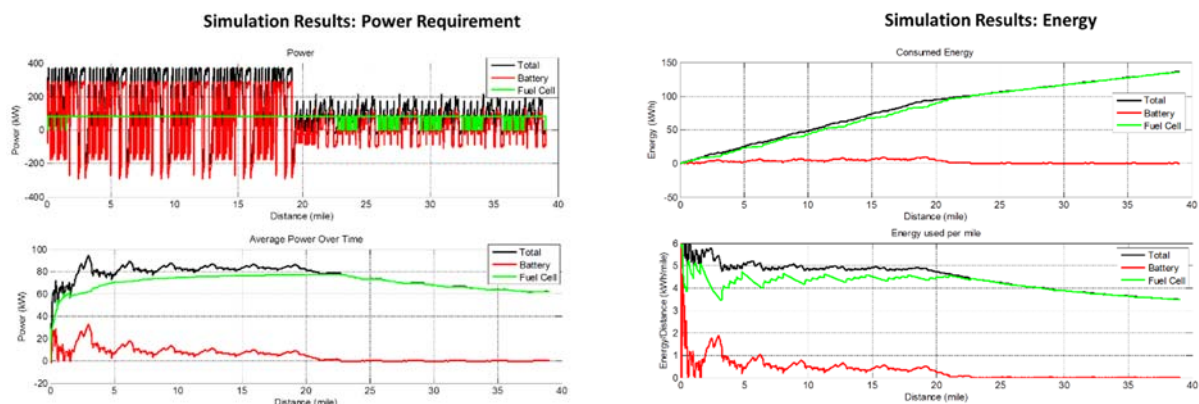 Simulation Results: Power Requirement
Power
400
200
0
-200
-400
Power (kW)
Total
Battery
Fuel Cell
0 5 10 15 20 25 30 35 40
Distance (mile)
Average Power Over Time
100
80
60
40
20
0
-20
Power (kW)
Total
Battery
Fuel Cell
0 5 10 15 20 25 30 35 40
Distance (mile)
Simulation Results: Energy
Consumed Energy
150
100
50
0
-50
Energy (kWh)
Total
Battery
Fuel Cell
0 5 10 15 20 25 30 35 40
Distance (mile)
Energy used per mile
6
5
4
3
2
1
0
Energy/Distance (kWh/mile)
Total
Battery
Fuel Cell
0 5 10 15 20 25 30 35 40
Distance (mile)